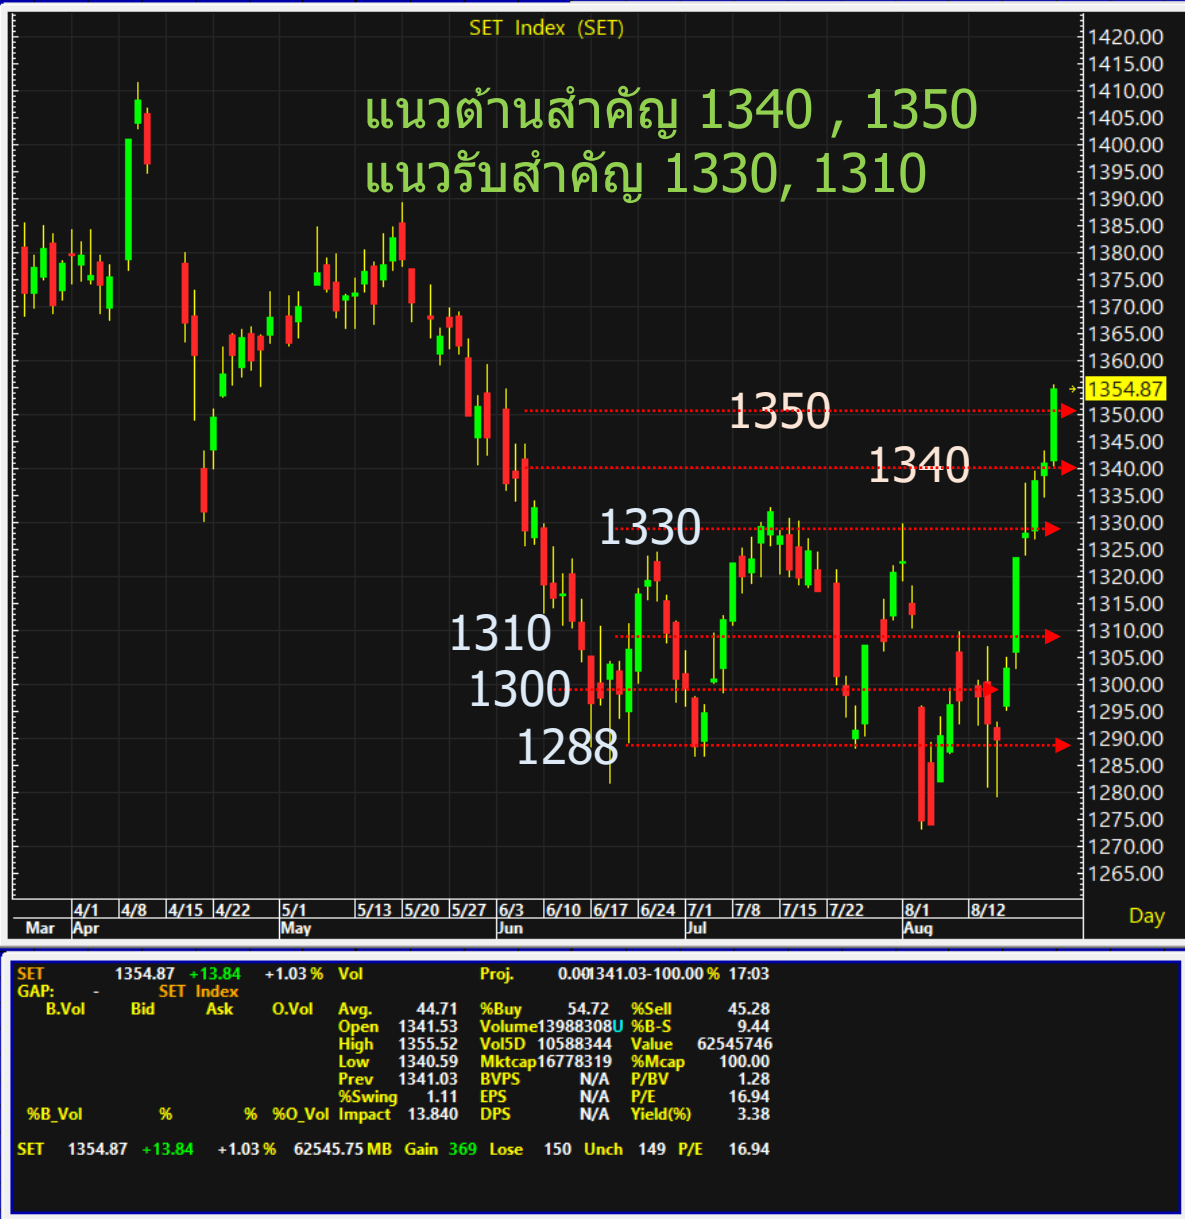 SET Index (SET)
แนวต้านสำคัญ 1340 , 1350
แนวรับสำคัญ 1330, 1310
1420.00
1415.00
1410.00
1405.00
1400.00
1395.00
1390.00
1385.00
1380.00
1375.00
1370.00
1365.00
1360.00
1354.87
1350.00
1345.00
1340.00
1335.00
1330.00
1325.00
1320.00
1315.00
1310.00
1305.00
1300.00
1295.00
1290.00
1285.00
1280.00
1275.00
1270.00
1265.00
1350
1340
1330
1310
1300
1288
4/1 4/8 4/15 4/22 5/1 5/13 5/20 5/27 6/3 6/10 6/17 6/24 7/1 7/8 7/15 7/22 8/1 8/12
Mar Apr May Jun Jul Aug
Day
SET 1354.87 +13.84 +1.03 % Vol Proj. 0.00 1341.03 -100.00 % 17:03
GAP: - SET Index
B.Vol Bid Ask O.Vol Avg. 44.71 %Buy 54.72 %Sell 45.28
Open 1341.53 Volume 13988308U %B-S 9.44
High 1355.52 Vol5D 10588344 Value 62545746
Low 1340.59 Mktcap 16778319 %Mcap 100.00
Prev 1341.03 BVPS N/A P/BV 1.28
%Swing 1.11 EPS N/A P/E 16.94
%B_Vol % % %O_Vol Impact 13.840 DPS N/A Yield(%) 3.38
SET 1354.87 +13.84 +1.03 % 62545.75 MB Gain 369 Lose 150 Unch 149 P/E 16.94